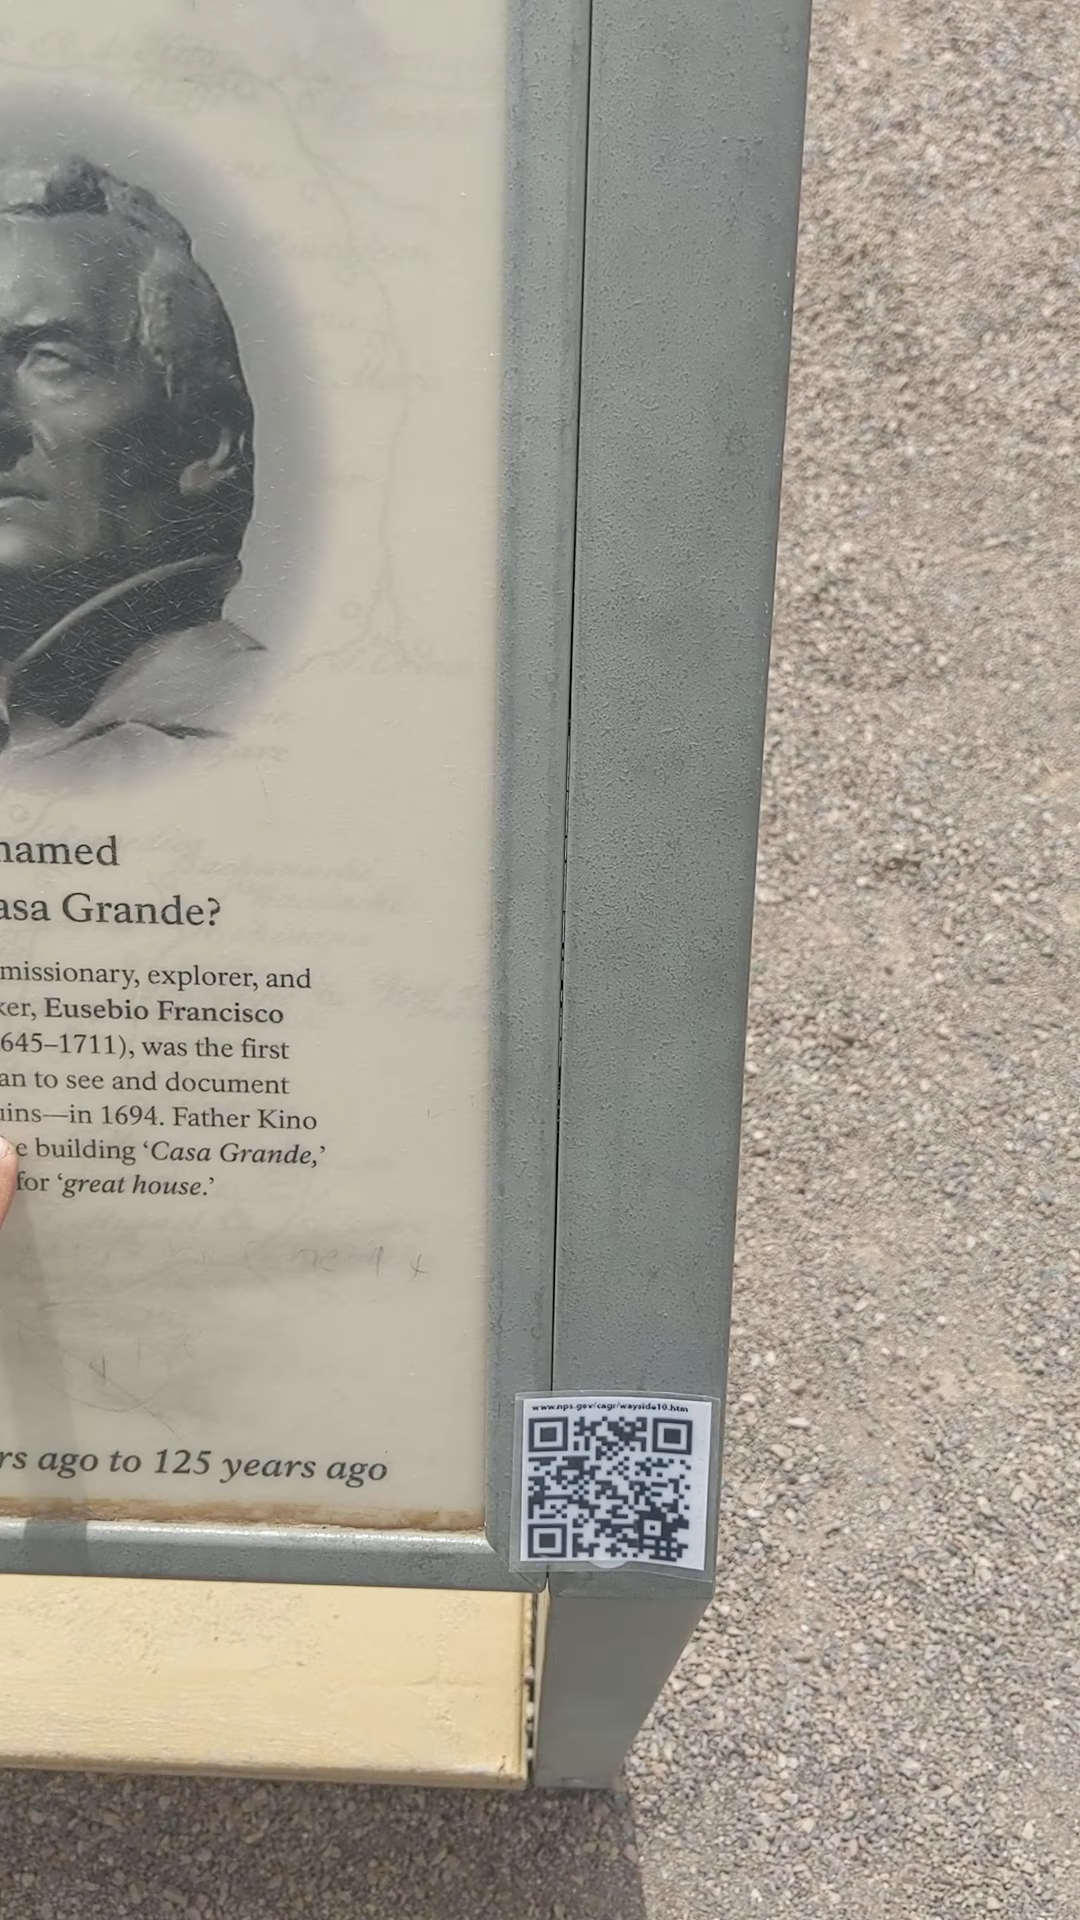 named
asa Grande?
missionary, explorer, and
ker, Eusebio Francisco
645–1711), was the first
an to see and document
uins—in 1694. Father Kino
e building ‘Casa Grande,’
for ‘great house.’
rs ago to 125 years ago
www.nps.gov/cagr/wayside10.htm